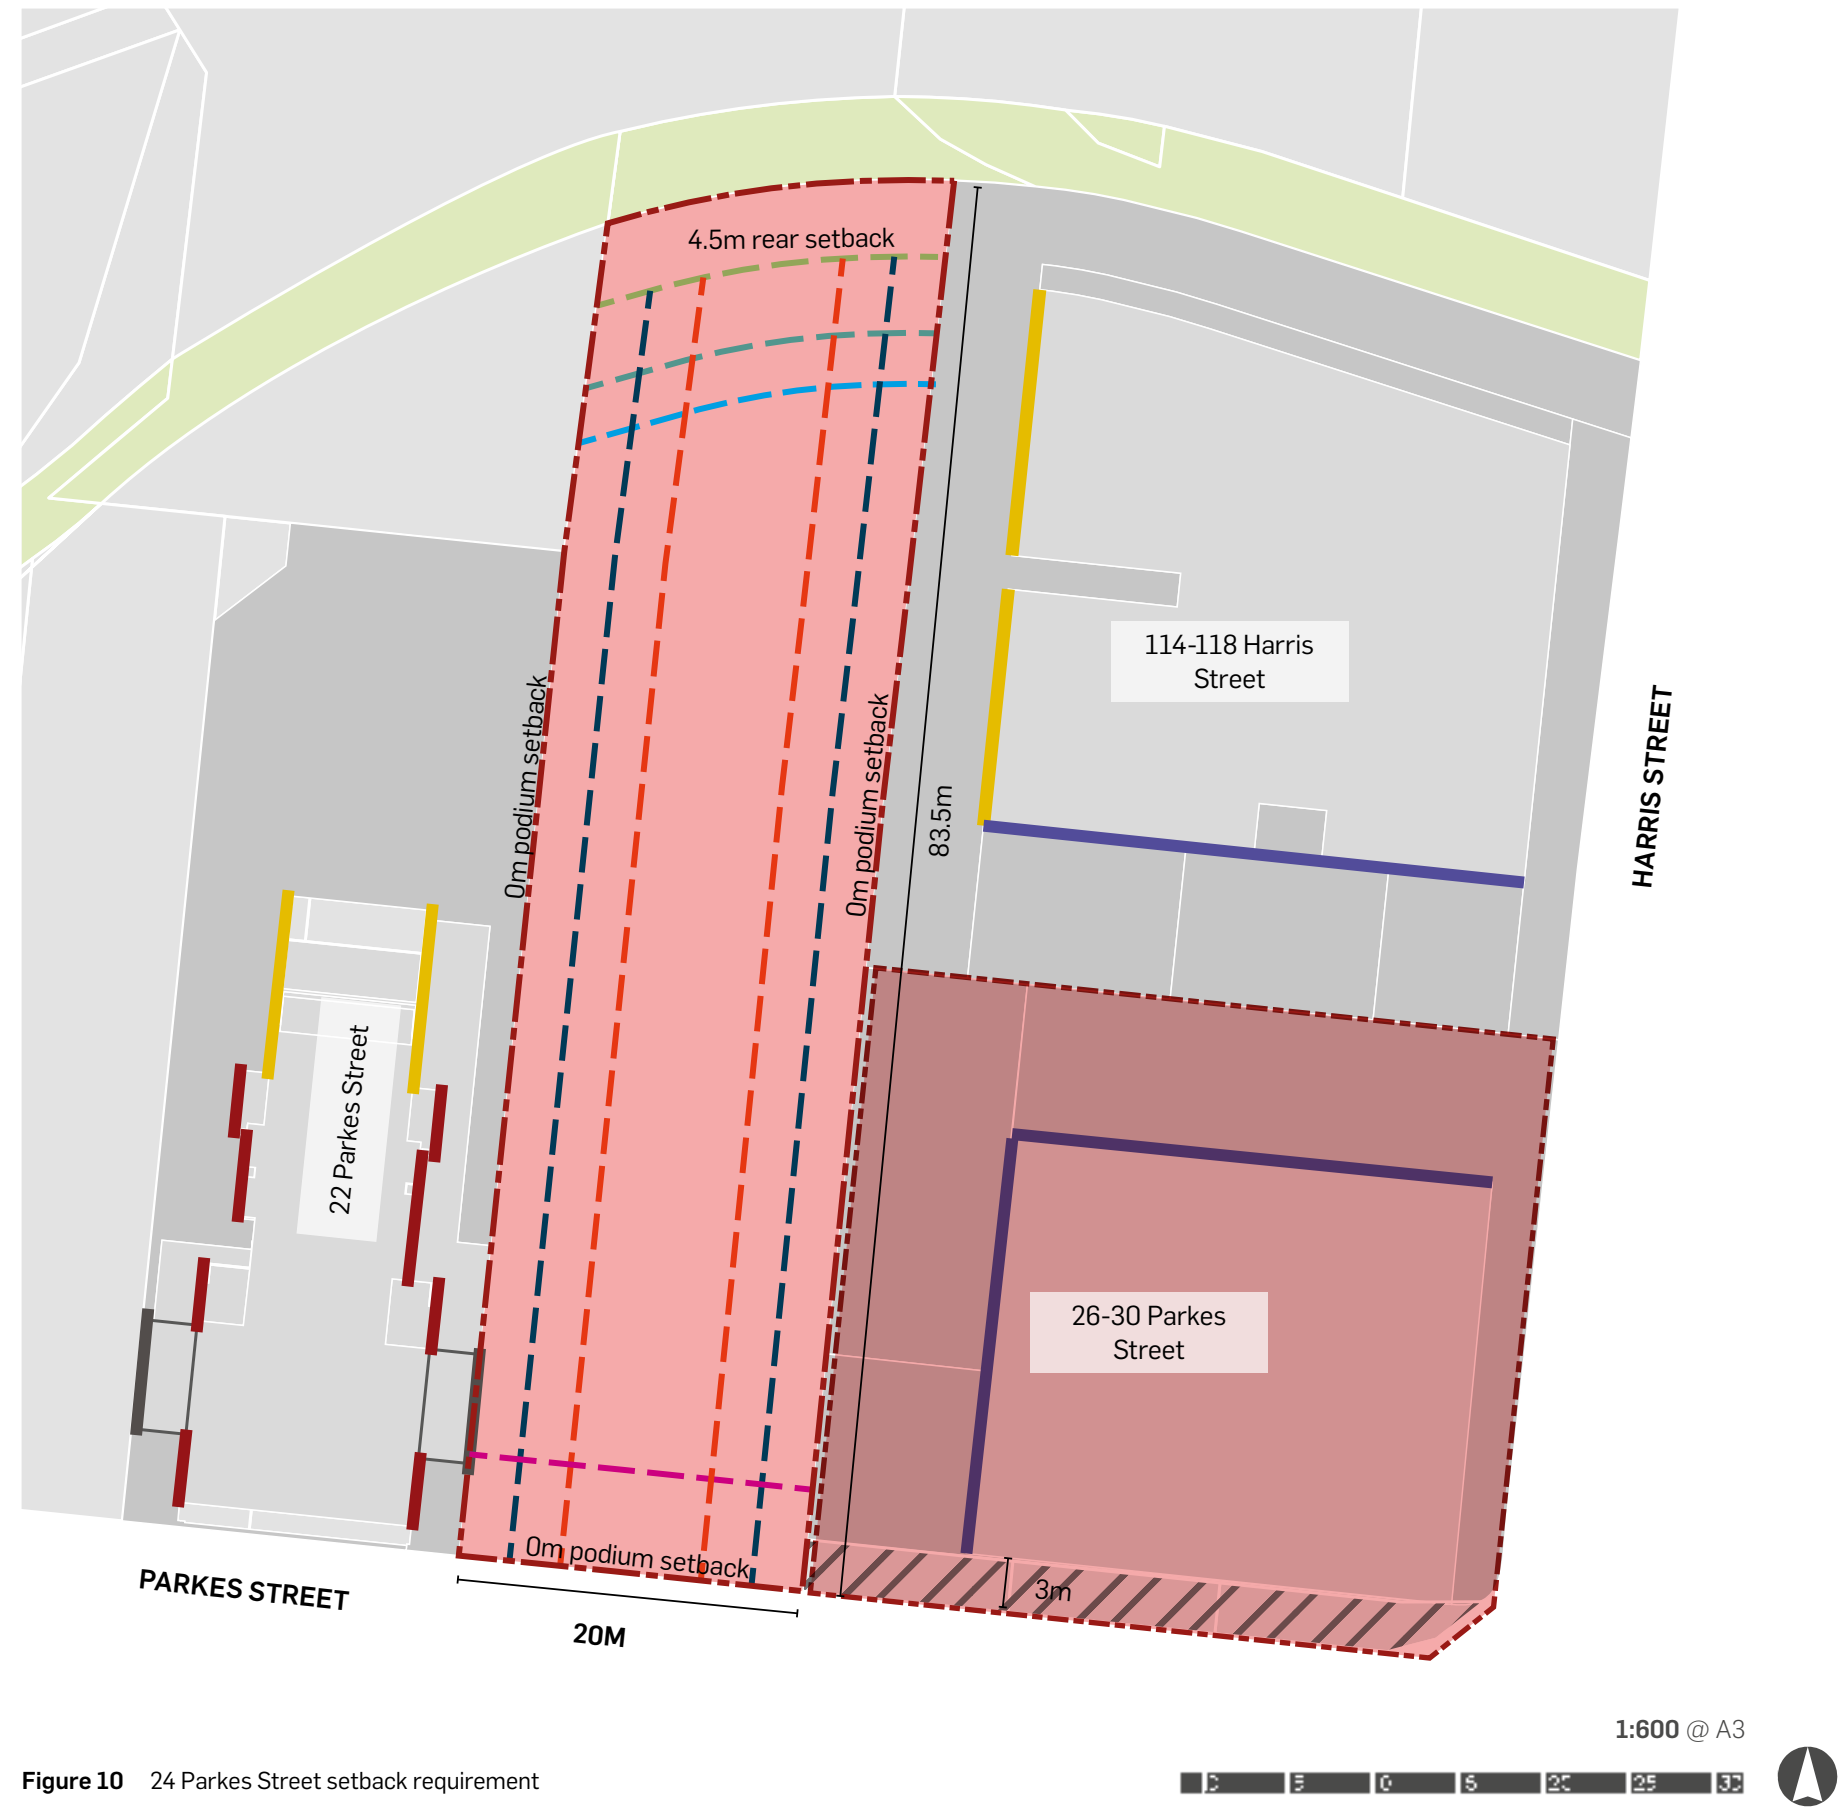 4.5m rear setback
0m podium setback
0m podium setback
83.5m
114-118 Harris
Street
HARRIS STREET
22 Parkes Street
26-30 Parkes
Street
0m podium setback
3m
PARKES STREET
20M
1:600 @ A3
Figure 10 24 Parkes Street setback requirement